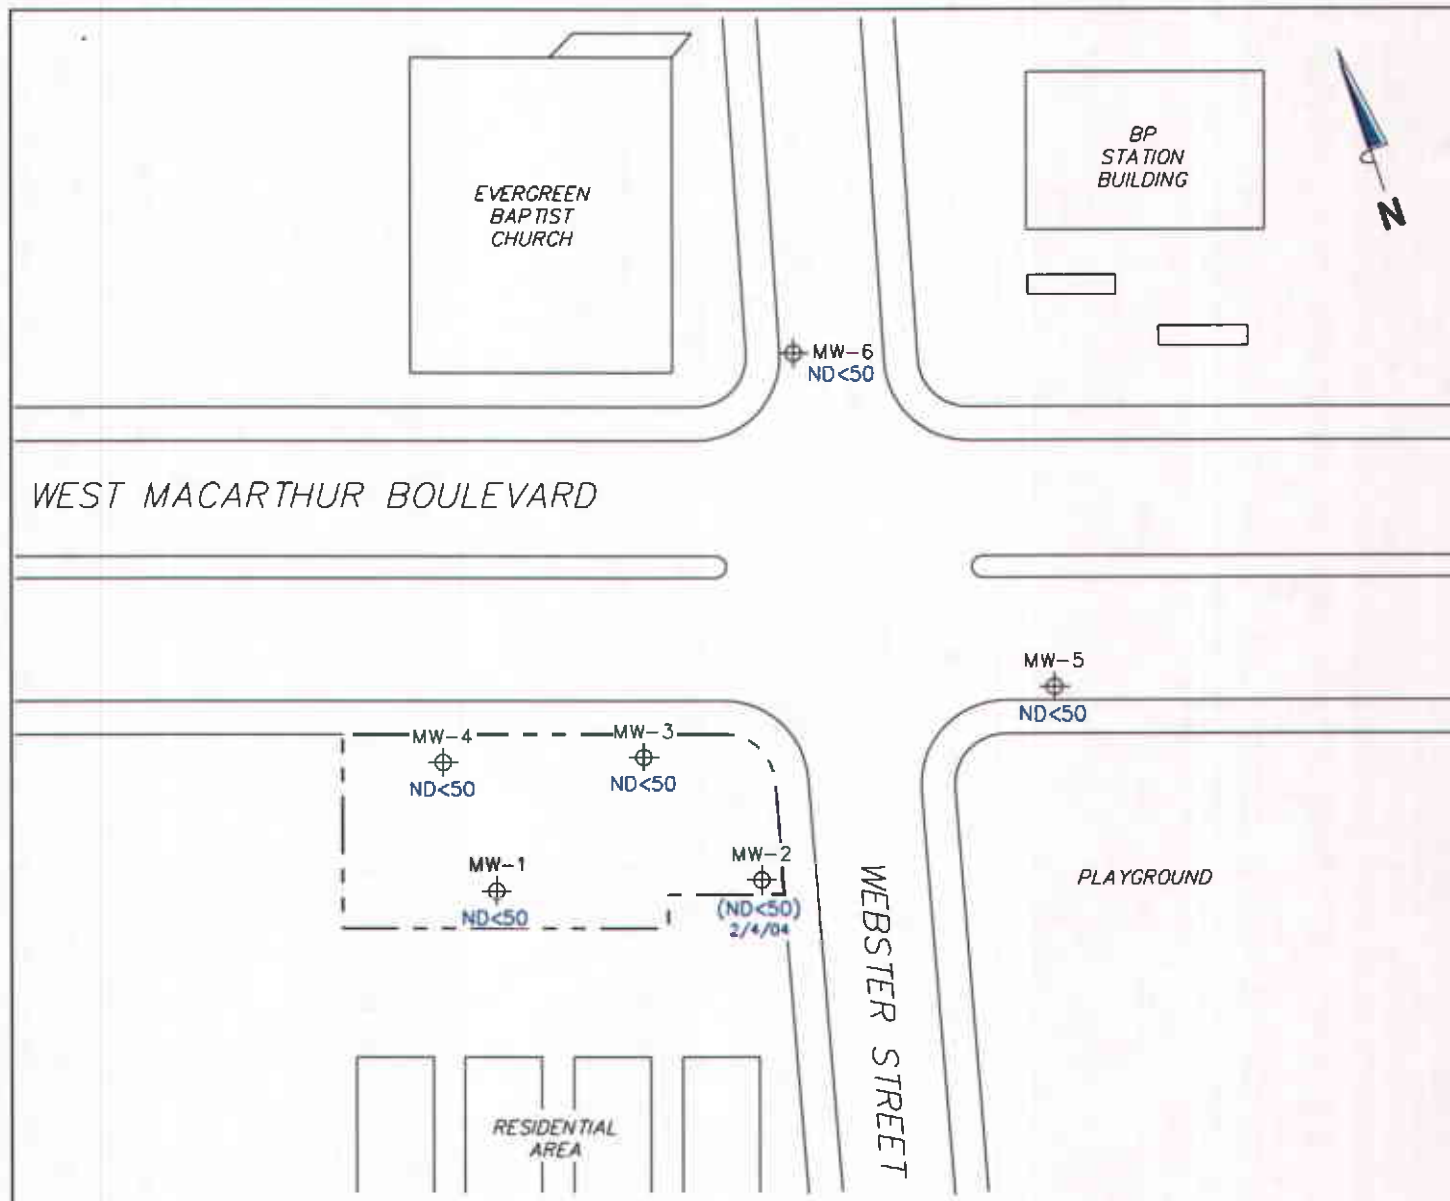 EVERGREEN
BAPTIST
CHURCH
BP
STATION
BUILDING
N
MW-6
ND<50
WEST MACARTHUR BOULEVARD
MW-5
ND<50
MW-4
ND<50
MW-3
ND<50
MW-1
ND<50
MW-2
(ND<50)
2/4/04
PLAYGROUND
WEBSTER STREET
RESIDENTIAL
AREA